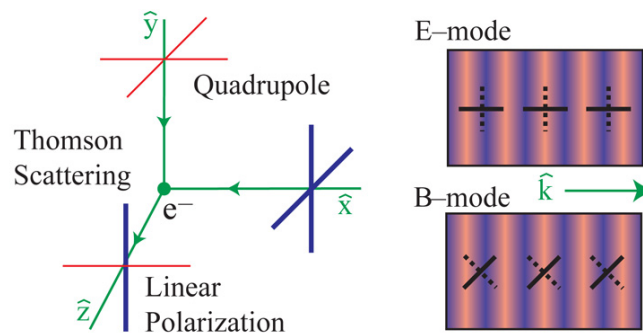 ŷ
Quadrupole
Thomson
Scattering
e⁻
x̂
ẑ
Linear
Polarization
E–mode
k̂
B–mode